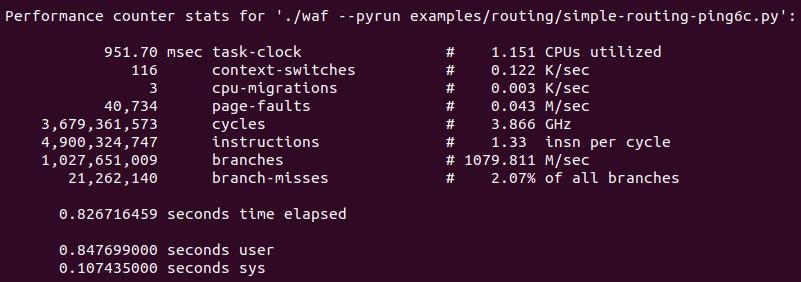 Performance counter stats for './waf --pyrun examples/routing/simple-routing-ping6c.py':
951.70 msec task-clock # 1.151 CPUs utilized
116 context-switches # 0.122 K/sec
3 cpu-migrations # 0.003 K/sec
40,734 page-faults # 0.043 M/sec
3,679,361,573 cycles # 3.866 GHz
4,900,324,747 instructions # 1.33 insn per cycle
1,027,651,009 branches # 1079.811 M/sec
21,262,140 branch-misses # 2.07% of all branches
0.826716459 seconds time elapsed
0.847699000 seconds user
0.107435000 seconds sys